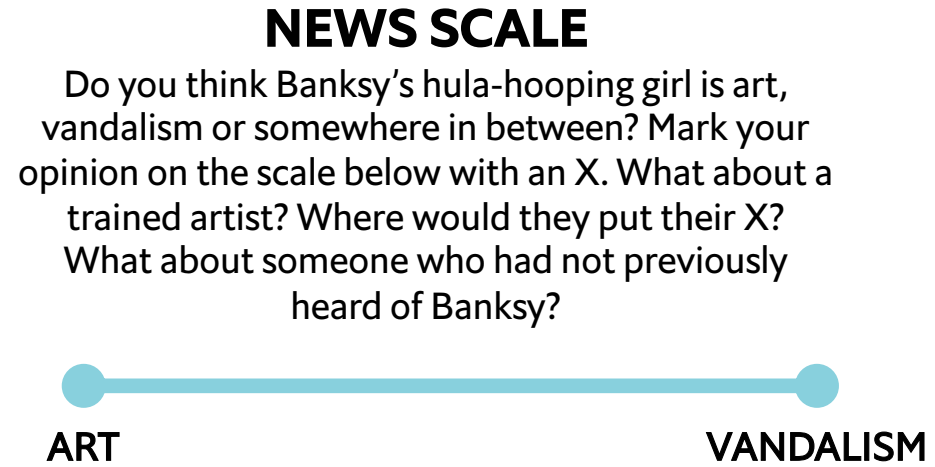 NEWS SCALE
Do you think Banksy’s hula-hooping girl is art,
vandalism or somewhere in between? Mark your
opinion on the scale below with an X. What about a
trained artist? Where would they put their X?
What about someone who had not previously
heard of Banksy?
ART
VANDALISM